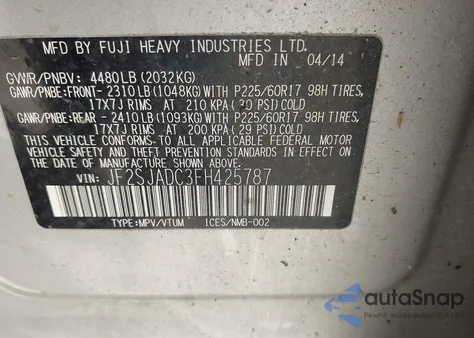 MFD BY FUJI HEAVY INDUSTRIES LTD.
IN 04/14
GVWR/PNBV: 4480LB (2032KG)
GAWR/PNBE:FRONT- 2310LB (1048KG)WITH P225/60R17 98H TIRES,
17X7J RIMS AT 210 KPA (30 PSI)COLD
GAWR/PNBE:REAR - 2410LB (1093KG)WITH P225/60R17 98H TIRES,
17X7J RIMS AT 200 KPA (29 PSI)COLD
THIS VEHICLE CONFORMS TO ALL APPLICABLE FEDERAL MOTOR
VEHICLE SAFETY, BUMPER, AND THEFT PREVENTION STANDARDS
IN EFFECT ON THE DATE OF MANUFACTURE SHOWN ABOVE.
VIN: JF2SJADC3FH425787
TYPE:MPV/VTUM ICES/NMB-002
autoSnap